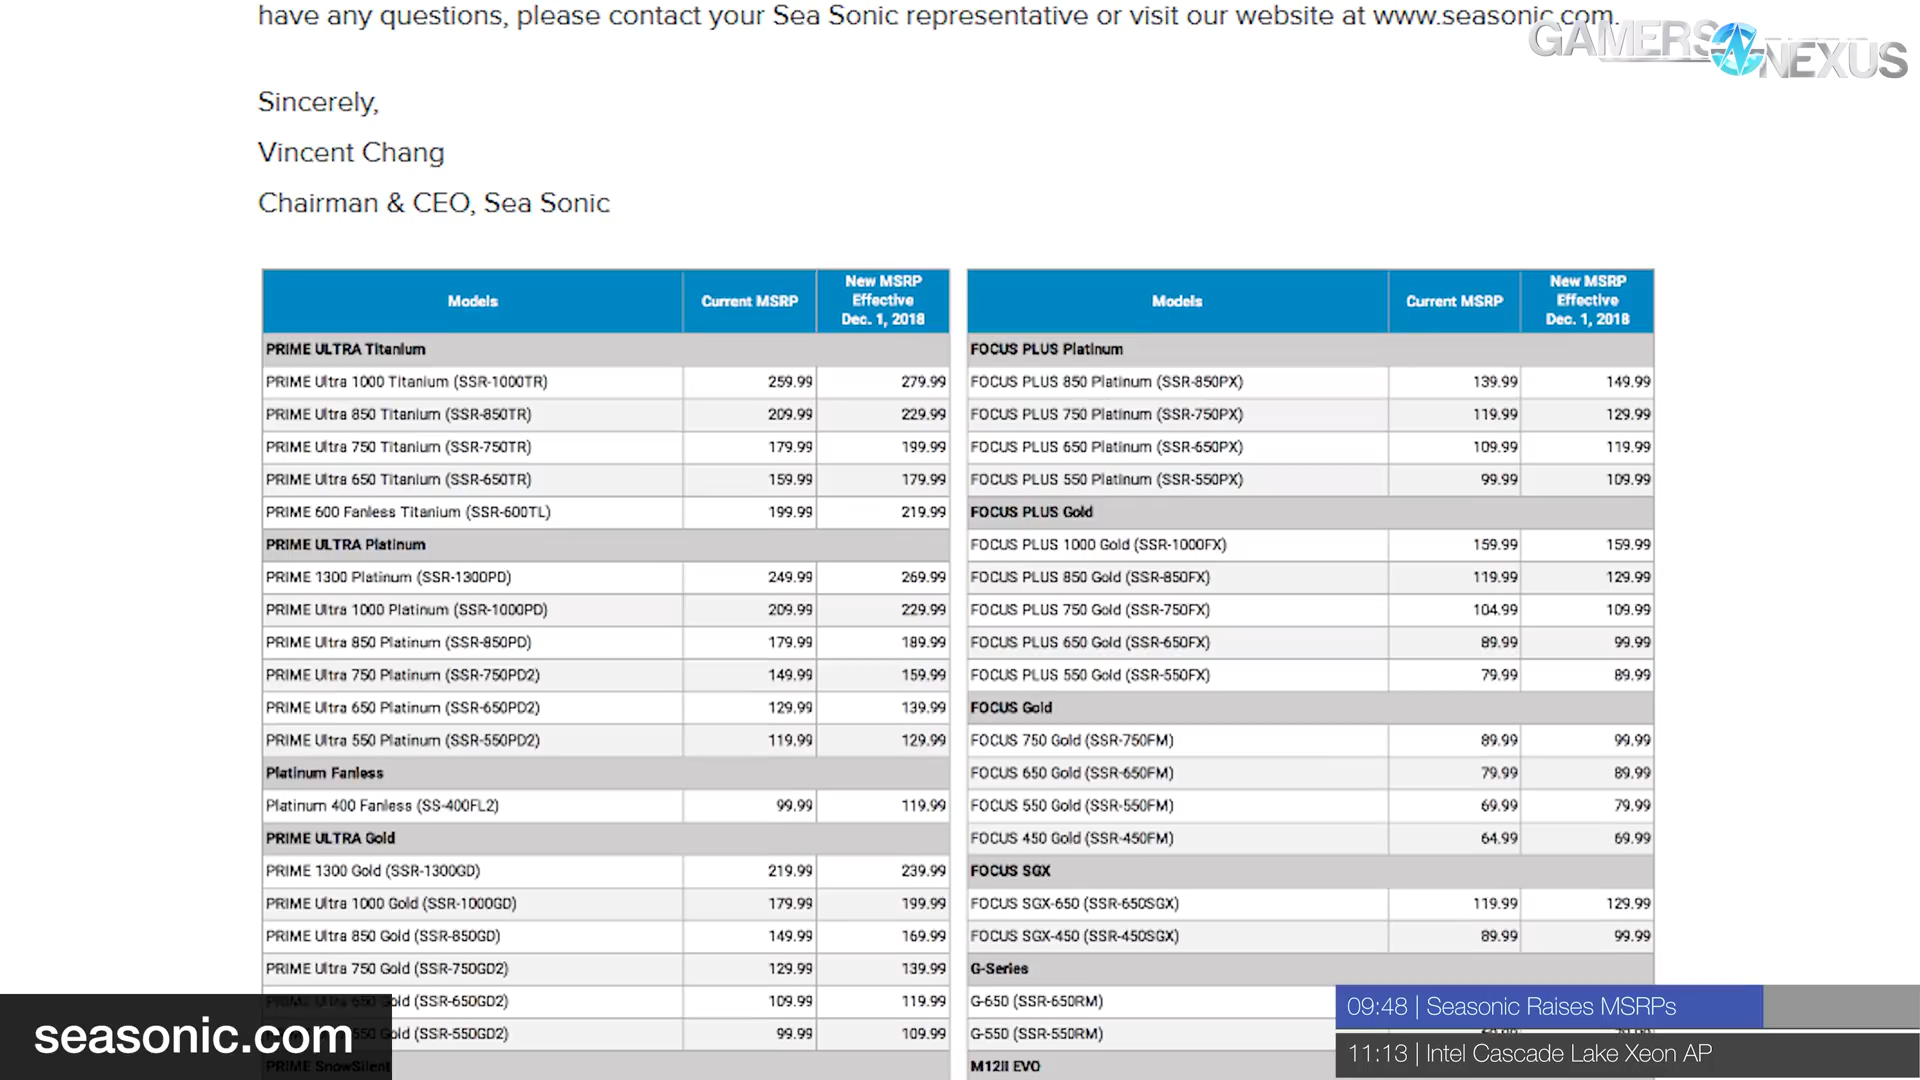 have any questions, please contact your Sea Sonic representative or visit our website at www.seasonic.com.
GAMERS NEXUS
Sincerely,
Vincent Chang
Chairman & CEO, Sea Sonic
Models Current MSRP New MSRP Effective Dec. 1, 2018
PRIME ULTRA Titanium
PRIME Ultra 1000 Titanium (SSR-1000TR) 259.99 279.99
PRIME Ultra 850 Titanium (SSR-850TR) 209.99 229.99
PRIME Ultra 750 Titanium (SSR-750TR) 179.99 199.99
PRIME Ultra 650 Titanium (SSR-650TR) 159.99 179.99
PRIME 600 Fanless Titanium (SSR-600TL) 199.99 219.99
PRIME ULTRA Platinum
PRIME 1300 Platinum (SSR-1300PD) 249.99 269.99
PRIME Ultra 1000 Platinum (SSR-1000PD) 209.99 229.99
PRIME Ultra 850 Platinum (SSR-850PD) 179.99 189.99
PRIME Ultra 750 Platinum (SSR-750PD2) 149.99 159.99
PRIME Ultra 650 Platinum (SSR-650PD2) 129.99 139.99
PRIME Ultra 550 Platinum (SSR-550PD2) 119.99 129.99
Platinum Fanless
Platinum 400 Fanless (SS-400FL2) 99.99 119.99
PRIME ULTRA Gold
PRIME 1300 Gold (SSR-1300GD) 219.99 239.99
PRIME Ultra 1000 Gold (SSR-1000GD) 179.99 199.99
PRIME Ultra 850 Gold (SSR-850GD) 149.99 169.99
PRIME Ultra 750 Gold (SSR-750GD2) 129.99 139.99
PRIME Ultra 650 Gold (SSR-650GD2) 109.99 119.99
550 Gold (SSR-550GD2) 99.99 109.99
PRIME SnowSilent
Models Current MSRP New MSRP Effective Dec. 1, 2018
FOCUS PLUS Platinum
FOCUS PLUS 850 Platinum (SSR-850PX) 139.99 149.99
FOCUS PLUS 750 Platinum (SSR-750PX) 119.99 129.99
FOCUS PLUS 650 Platinum (SSR-650PX) 109.99 119.99
FOCUS PLUS 550 Platinum (SSR-550PX) 99.99 109.99
FOCUS PLUS Gold
FOCUS PLUS 1000 Gold (SSR-1000FX) 159.99 159.99
FOCUS PLUS 850 Gold (SSR-850FX) 119.99 129.99
FOCUS PLUS 750 Gold (SSR-750FX) 104.99 109.99
FOCUS PLUS 650 Gold (SSR-650FX) 89.99 99.99
FOCUS PLUS 550 Gold (SSR-550FX) 79.99 89.99
FOCUS Gold
FOCUS 750 Gold (SSR-750FM) 89.99 99.99
FOCUS 650 Gold (SSR-650FM) 79.99 89.99
FOCUS 550 Gold (SSR-550FM) 69.99 79.99
FOCUS 450 Gold (SSR-450FM) 64.99 69.99
FOCUS SGX
FOCUS SGX-650 (SSR-650SGX) 119.99 129.99
FOCUS SGX-450 (SSR-450SGX) 89.99 99.99
G-Series
G-650 (SSR-650RM)
G-550 (SSR-550RM)
M12II EVO
seasonic.com
09:48 | Seasonic Raises MSRPs
11:13 | Intel Cascade Lake Xeon AP